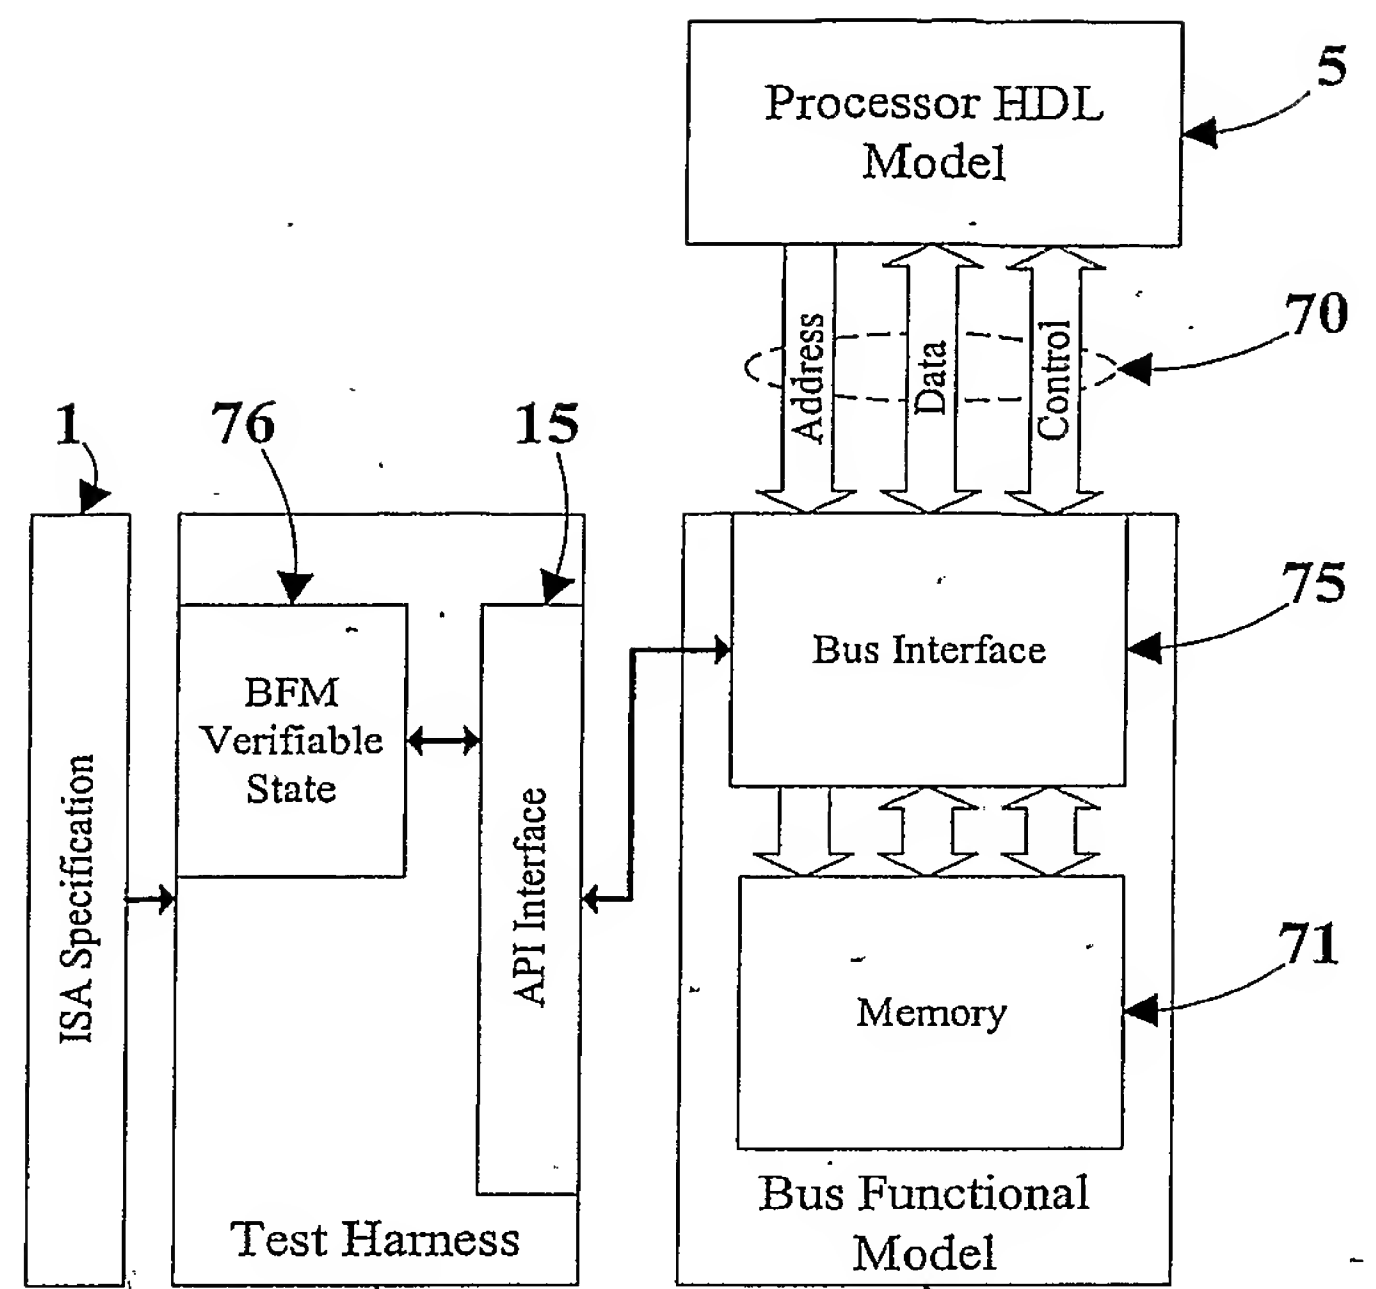 5
Processor HDL
Model
70
Address
Data
Control
1
76
15
75
Bus Interface
BFM
Verifiable
State
ISA Specification
API Interface
71
Memory
Bus Functional
Model
Test Harness